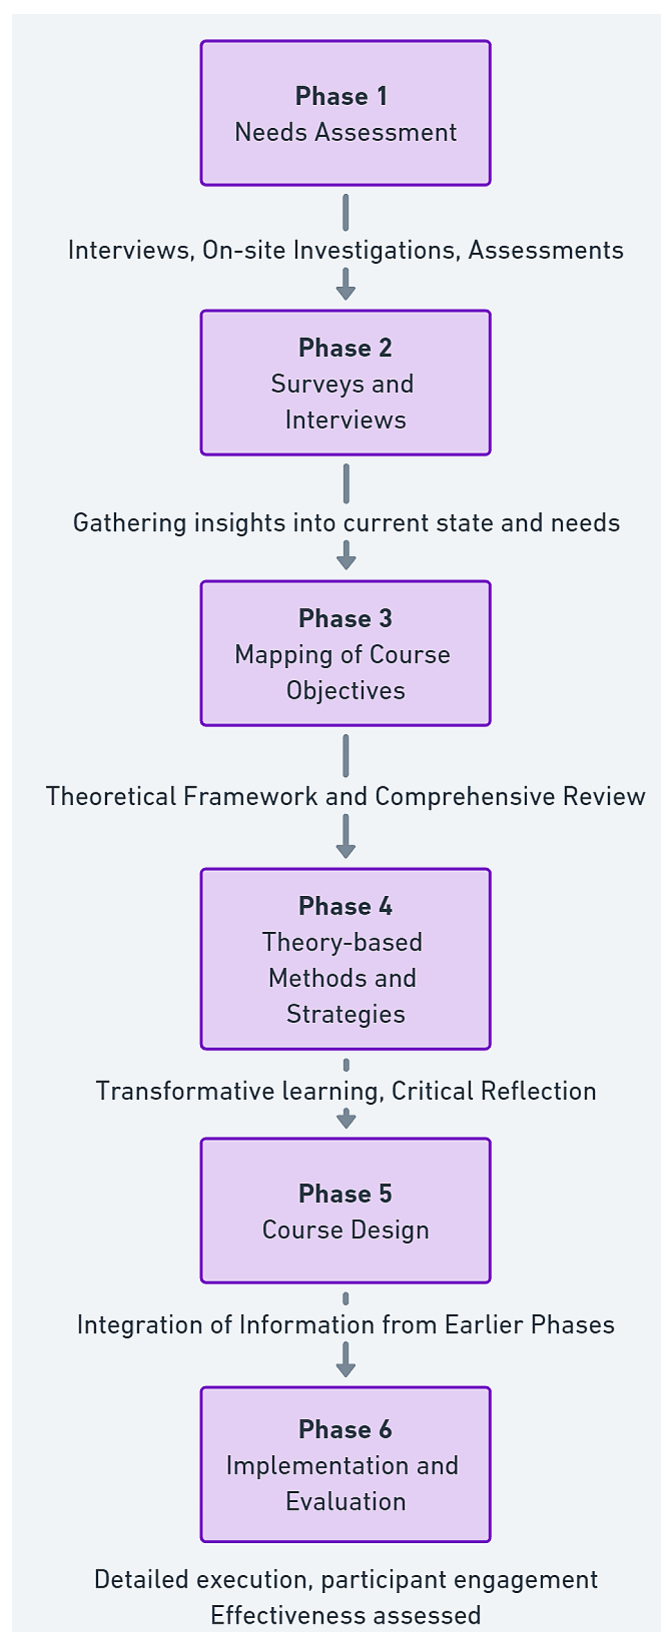 Phase 1
Needs Assessment
Interviews, On-site Investigations, Assessments
Phase 2
Surveys and
Interviews
Gathering insights into current state and needs
Phase 3
Mapping of Course
Objectives
Theoretical Framework and Comprehensive Review
Phase 4
Theory-based
Methods and
Strategies
Transformative learning, Critical Reflection
Phase 5
Course Design
Integration of Information from Earlier Phases
Phase 6
Implementation and
Evaluation
Detailed execution, participant engagement
Effectiveness assessed